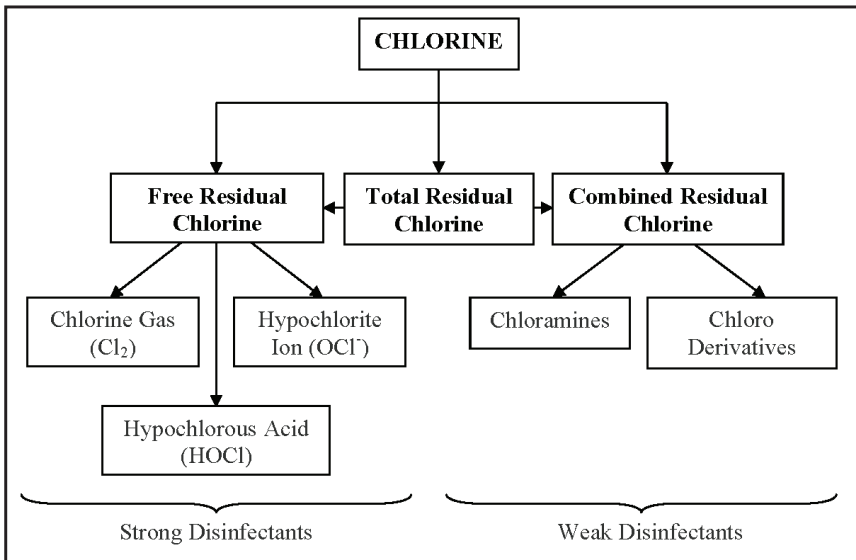 CHLORINE
Free Residual
Chlorine
Total Residual
Chlorine
Combined Residual
Chlorine
Chlorine Gas
(Cl₂)
Hypochlorite
Ion (OCl⁻)
Chloramines
Chloro
Derivatives
Hypochlorous Acid
(HOCl)
Strong Disinfectants
Weak Disinfectants